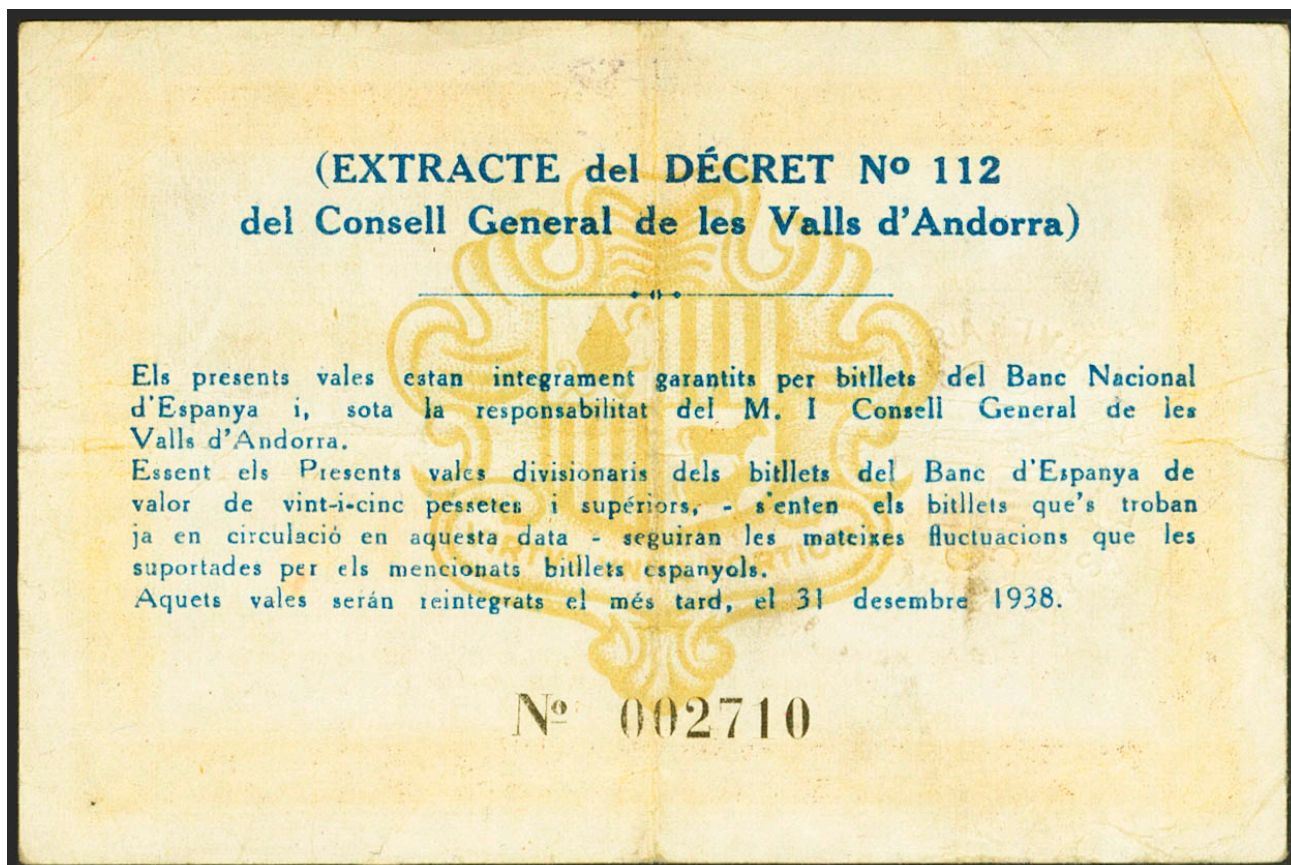 (EXTRACTE del DÉCRET Nº 112
del Consell General de les Valls d'Andorra)
Els presents vales estan integrament garantits per bitllets del Banc Nacional
d'Espanya i, sota la responsabilitat del M. I Consell General de les
Valls d'Andorra.
Essent els Presents vales divisionaris dels bitllets del Banc d'Espanya de
valor de vint-i-cinc pessetes i supériors, - s'enten els bitllets que's troban
ja en circulació en aquesta data - seguiran les mateixes fluctuacions que les
suportades per els mencionats bitllets espanyols.
Aquets vales serán reintegrats el més tard, el 31 desembre 1938.
Nº 002710